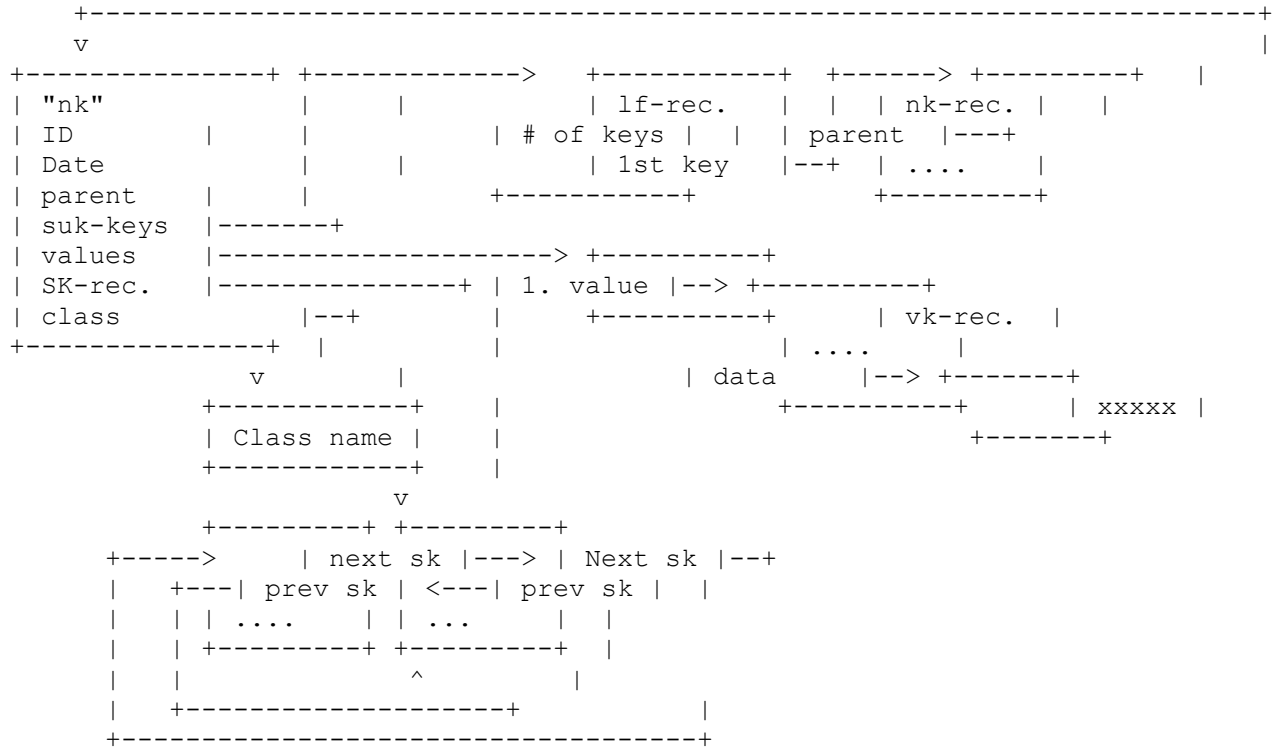 "nk" lf-rec. nk-rec.
ID # of keys parent
Date 1st key ....
parent
suk-keys
values
SK-rec. 1. value
class vk-rec.
....
data
xxxxx
Class name
next sk Next sk
prev sk prev sk
.... ...